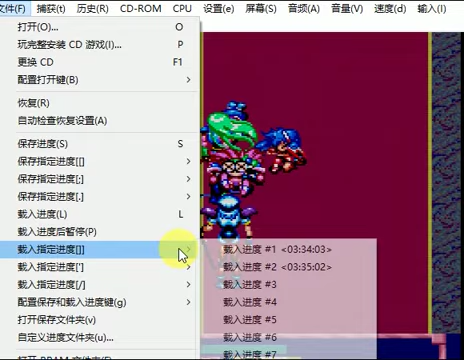 文件(F) 捕获(t) 历史(R) CD-ROM CPU 设置(e) 屏幕(S) 音频(A) 音量(V) 速度(d) 输入(I)
打开(O)... O
玩完整安装 CD 游戏(I)... P
更换 CD F1
配置打开键(B)
恢复(R)
自动检查恢复设置(A)
保存进度(S) S
保存指定进度[[]
保存指定进度[;]
保存指定进度[.]
载入进度(L) L
载入进度后暂停(P)
载入指定进度[]] 载入进度 #1 <03:34:03>
载入指定进度['] 载入进度 #2 <03:35:02>
载入指定进度[/] 载入进度 #3
配置保存和载入进度键(g) 载入进度 #4
打开保存文件夹(v) 载入进度 #5
自定义进度文件夹(u)... 载入进度 #6
载入进度 #7